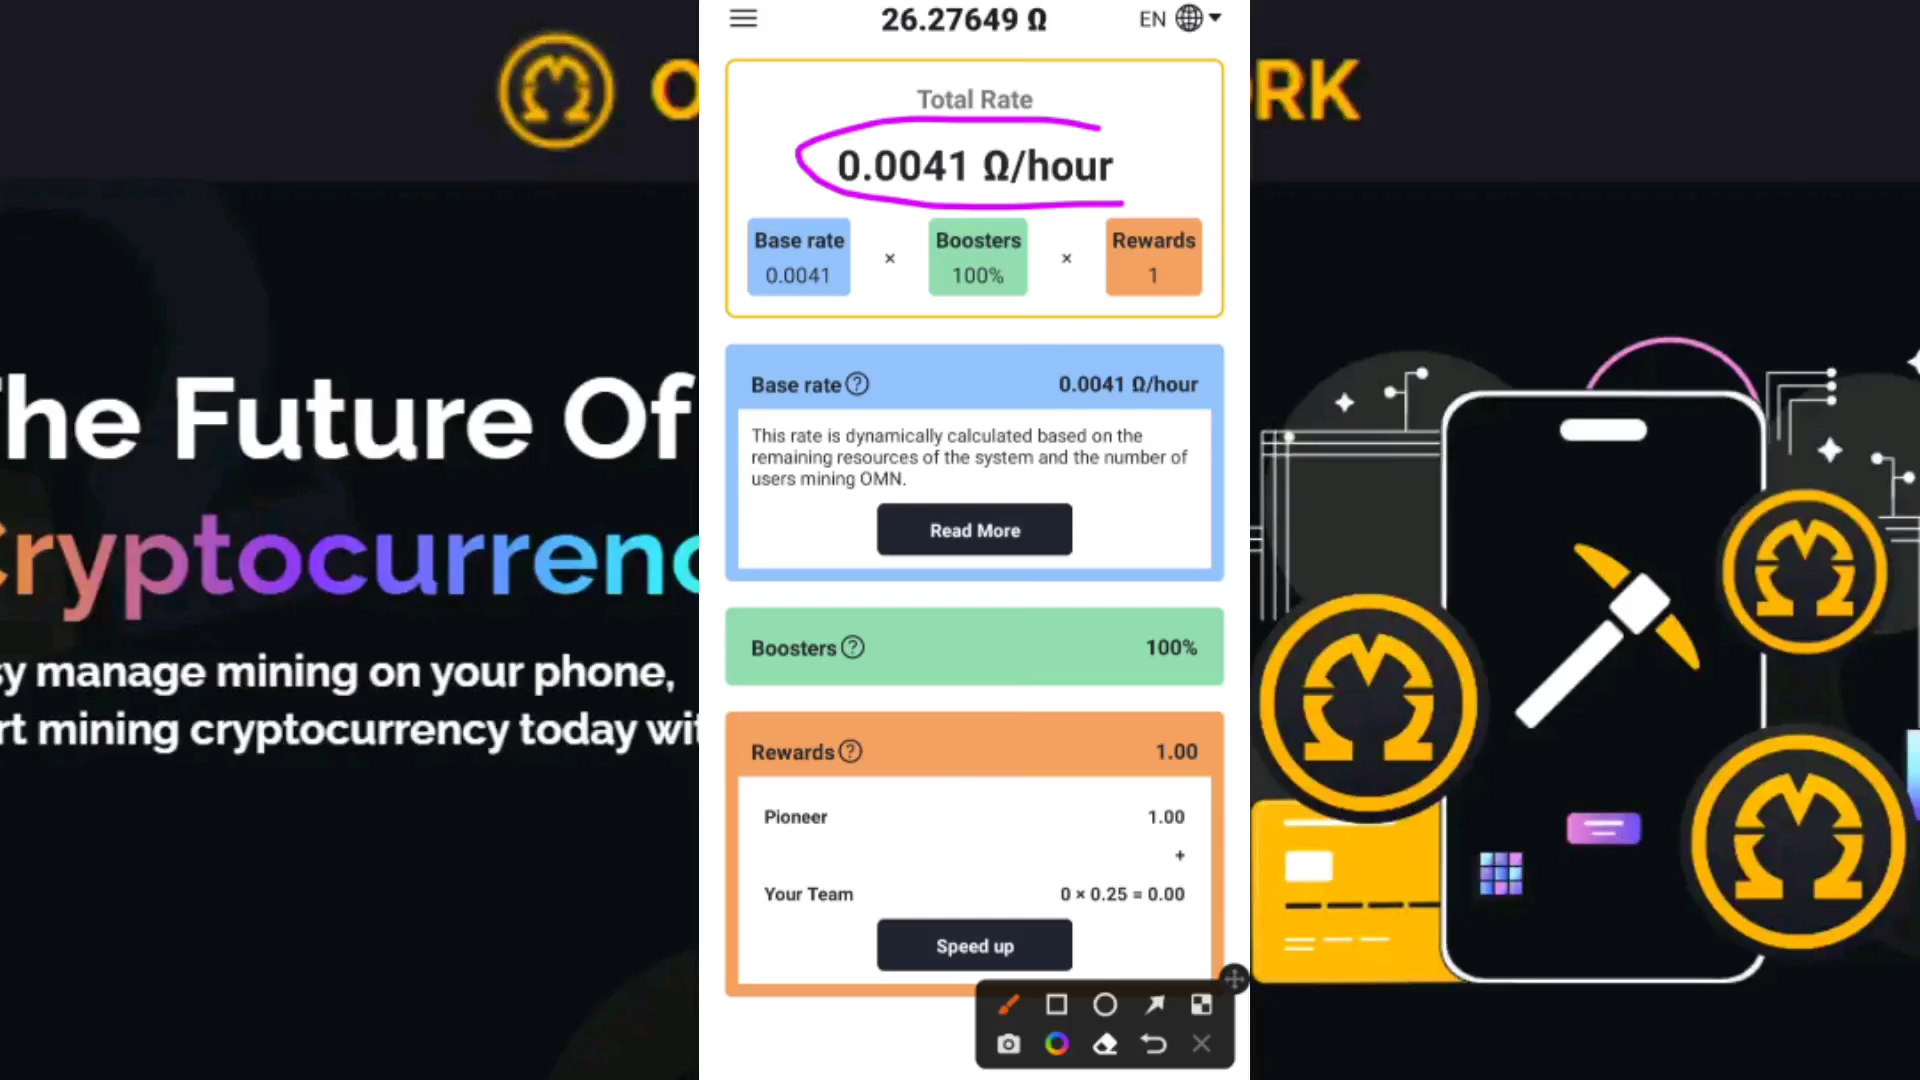 26.27649 Ω
EN
O
RK
Total Rate
0.0041 Ω/hour
Base rate
0.0041
×
Boosters
100%
×
Rewards
1
Base rate ?
0.0041 Ω/hour
This rate is dynamically calculated based on the
remaining resources of the system and the number of
users mining OMN.
Read More
Boosters ?
100%
Rewards ?
1.00
Pioneer
1.00
+
Your Team
0 × 0.25 = 0.00
Speed up
he Future Of
ryptocurren
y manage mining on your phone,
rt mining cryptocurrency today wit